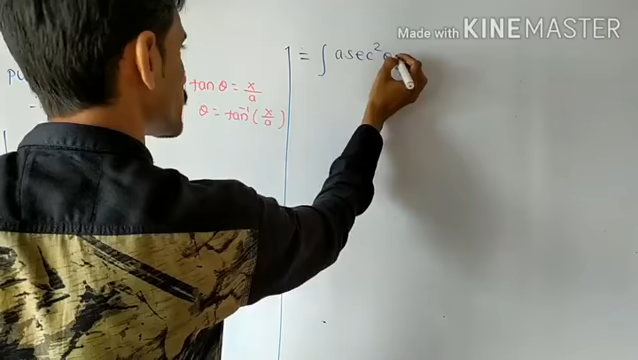 Made with KINEMASTER
pu
tan θ = x/a
=
θ = tan⁻¹(x/a)
= ∫ a sec² θ